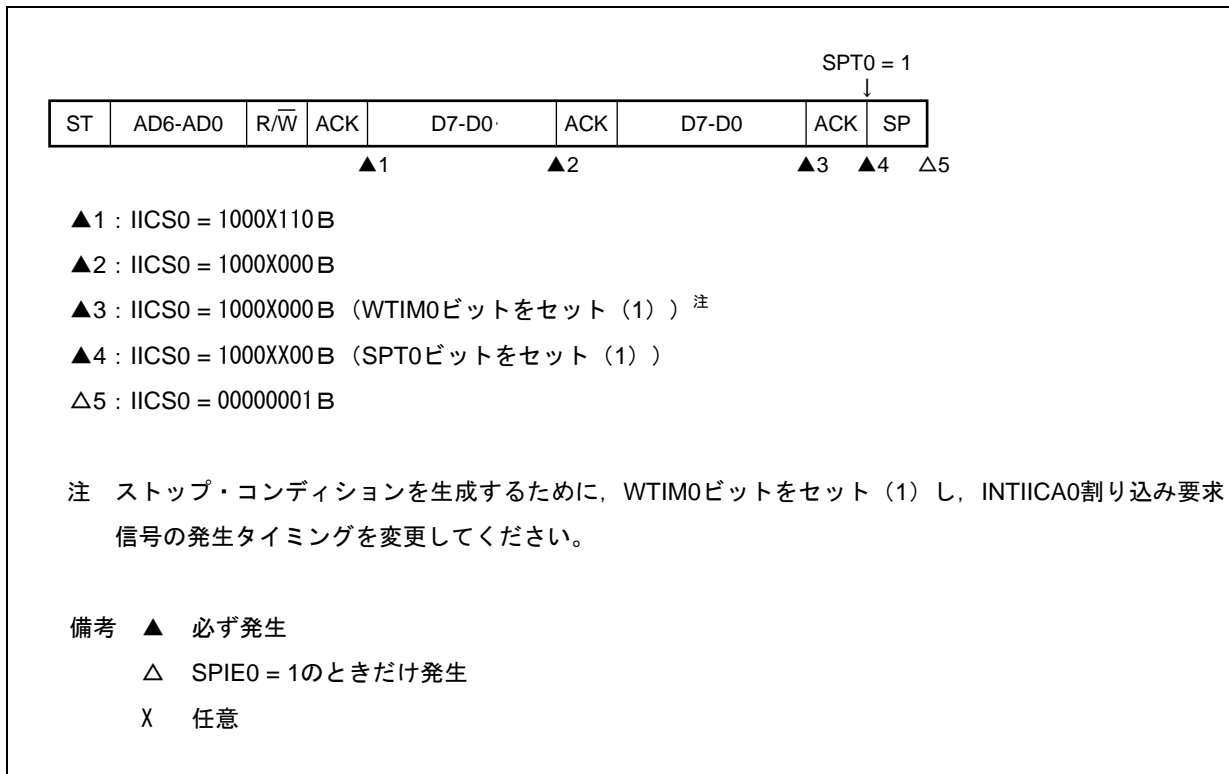 SPT0 = 1
↓
ST AD6-AD0 R/W̅ ACK D7-D0 ACK D7-D0 ACK SP
▲1 ▲2 ▲3 ▲4 △5
▲1：IICS0 = 1000X110B
▲2：IICS0 = 1000X000B
▲3：IICS0 = 1000X000B（WTIM0ビットをセット（1））注
▲4：IICS0 = 1000XX00B（SPT0ビットをセット（1））
△5：IICS0 = 00000001B
注　ストップ・コンディションを生成するために，WTIM0ビットをセット（1）し，INTIICA0割り込み要求
信号の発生タイミングを変更してください。
備考　▲　必ず発生
△　SPIE0 = 1のときだけ発生
X　任意